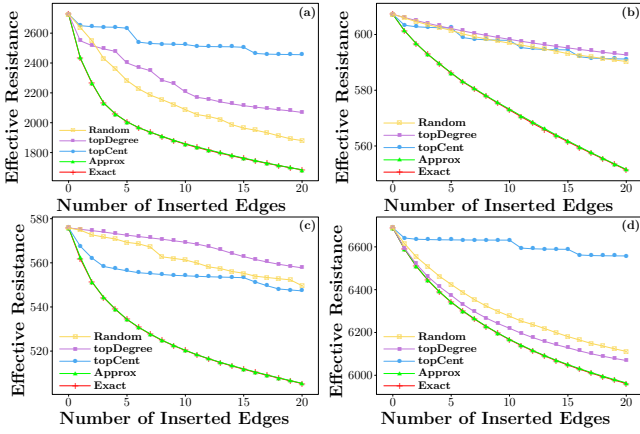 (a)
Effective Resistance
2600
2400
2200
2000
1800
Random
topDegree
topCent
Approx
Exact
0 5 10 15 20
Number of Inserted Edges
(b)
Effective Resistance
600
580
560
Random
topDegree
topCent
Approx
Exact
0 5 10 15 20
Number of Inserted Edges
(c)
Effective Resistance
580
560
540
520
Random
topDegree
topCent
Approx
Exact
0 5 10 15 20
Number of Inserted Edges
(d)
Effective Resistance
6600
6400
6200
6000
Random
topDegree
topCent
Approx
Exact
0 5 10 15 20
Number of Inserted Edges